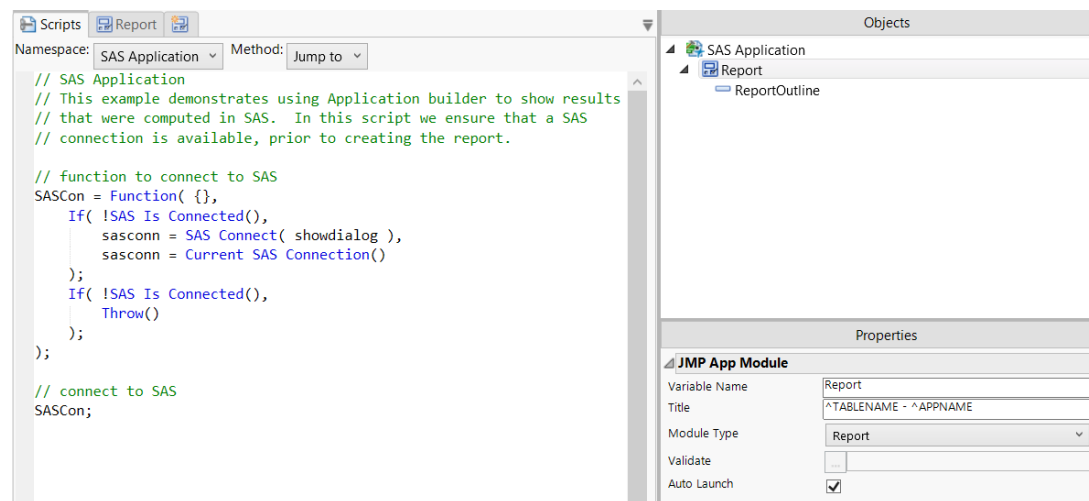 Scripts Report
Namespace: SAS Application Method: Jump to
// SAS Application
// This example demonstrates using Application builder to show results
// that were computed in SAS.  In this script we ensure that a SAS
// connection is available, prior to creating the report.
// function to connect to SAS
SASCon = Function( {},
If( !SAS Is Connected(),
sasconn = SAS Connect( showdialog ),
sasconn = Current SAS Connection()
);
If( !SAS Is Connected(),
Throw()
);
);
// connect to SAS
SASCon;
Objects
SAS Application
Report
ReportOutline
Properties
JMP App Module
Variable Name Report
Title ^TABLENAME - ^APPNAME
Module Type Report
Validate ...
Auto Launch